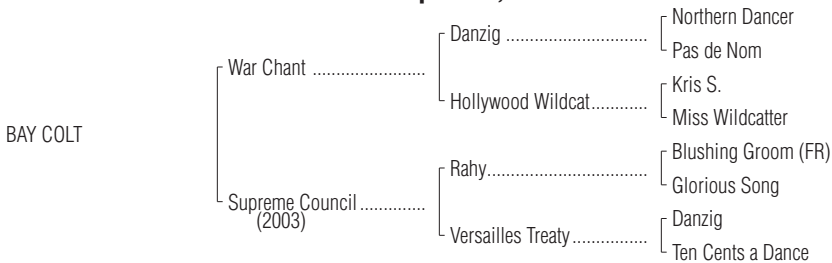 Northern Dancer
Danzig
Pas de Nom
War Chant
Kris S.
Hollywood Wildcat
Miss Wildcatter
BAY COLT
Blushing Groom (FR)
Rahy
Glorious Song
Supreme Council
(2003)
Danzig
Versailles Treaty
Ten Cents a Dance